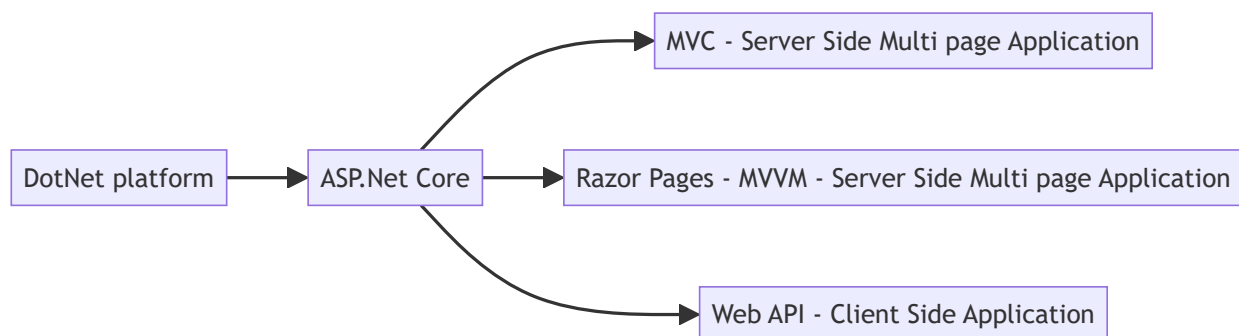 MVC - Server Side Multi page Application
DotNet platform
ASP.Net Core
Razor Pages - MVVM - Server Side Multi page Application
Web API - Client Side Application